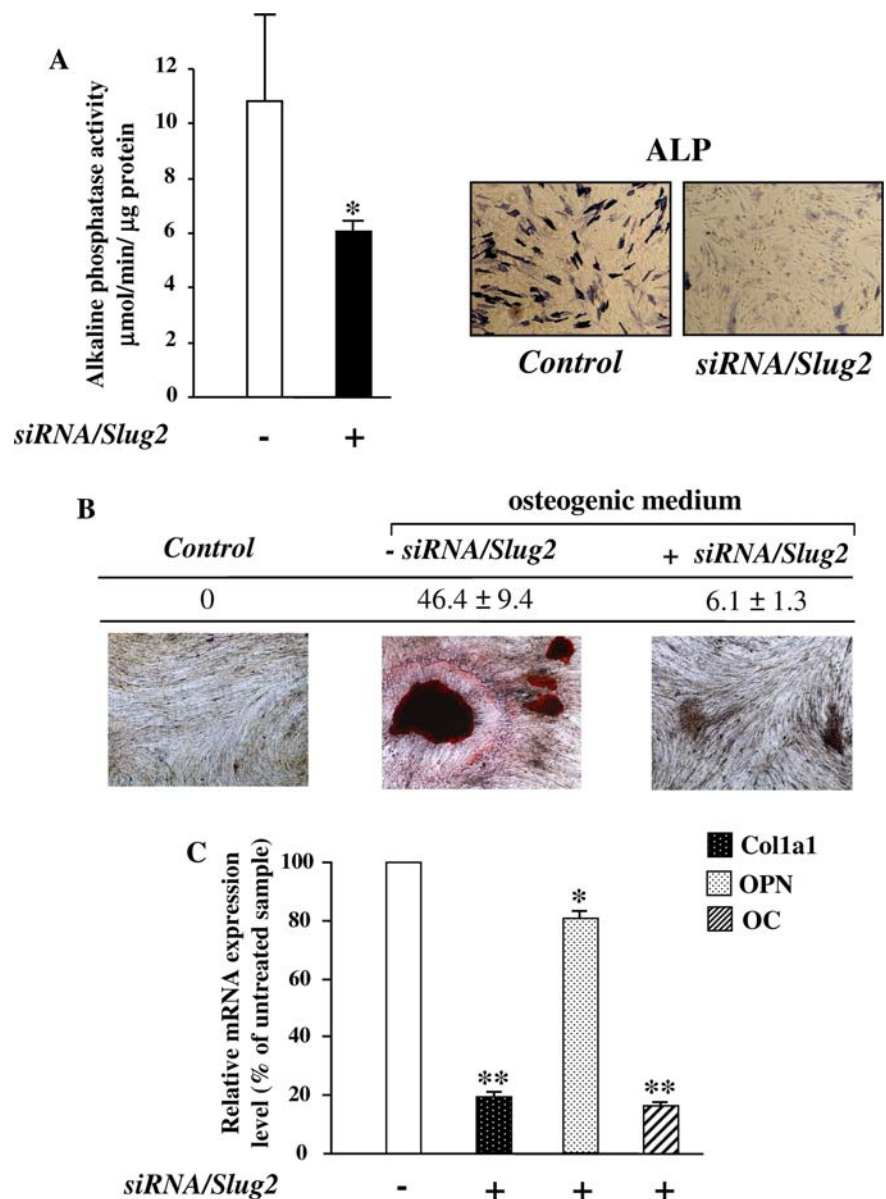 A
Alkaline phosphatase activity
μmol/min/ μg protein
12
10
8
6
4
2
0
*
siRNA/Slug2
-
+
ALP
Control
siRNA/Slug2
B
osteogenic medium
Control
- siRNA/Slug2
+ siRNA/Slug2
0
46.4 ± 9.4
6.1 ± 1.3
C
Relative mRNA expression
level (% of untreated sample)
100
80
60
40
20
0
**
*
**
Col1a1
OPN
OC
siRNA/Slug2
-
+
+
+